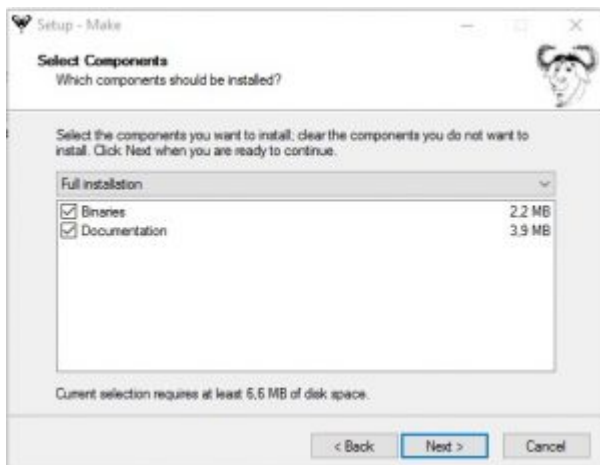 Setup - Make
Select Components
Which components should be installed?
Select the components you want to install; clear the components you do not want to
install. Click Next when you are ready to continue.
Full installation
Binaries 2,2 MB
Documentation 3,9 MB
Current selection requires at least 6,6 MB of disk space.
< Back Next > Cancel